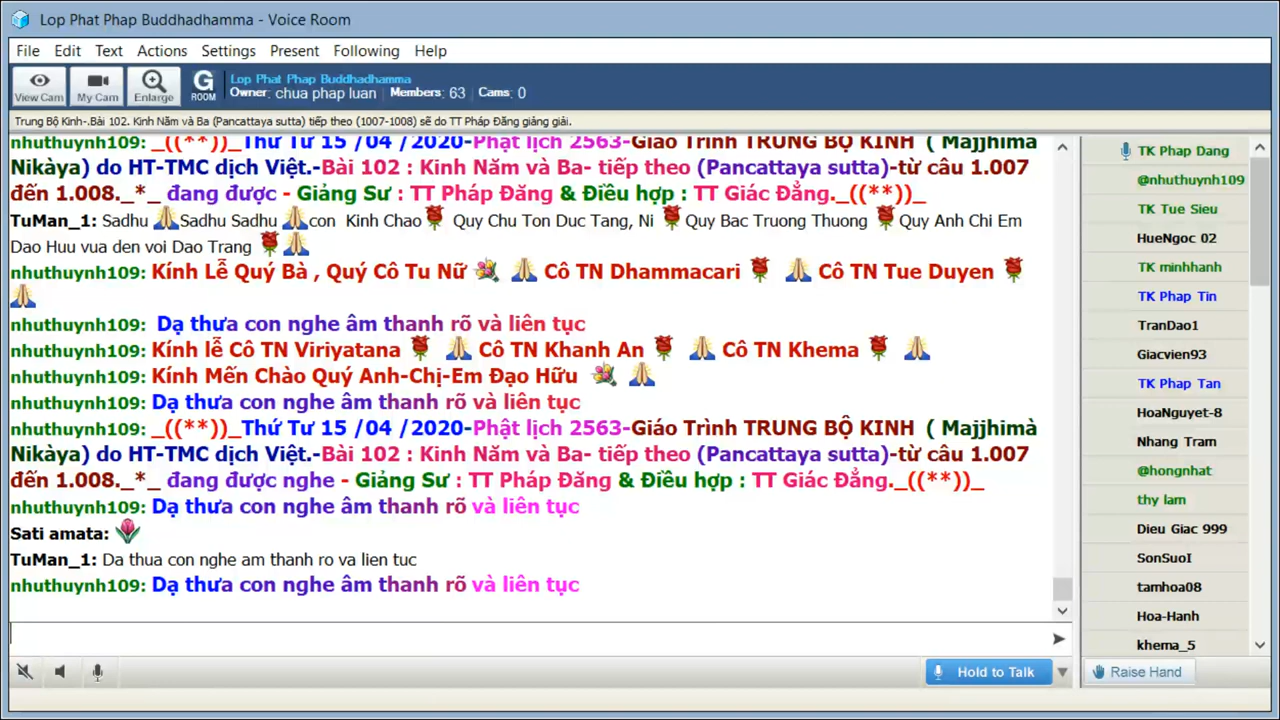 Lop Phat Phap Buddhadhamma - Voice Room
File Edit Text Actions Settings Present Following Help
View Cam My Cam Enlarge G ROOM
Lop Phat Phap Buddhadhamma
Owner: chua phap luan Members: 63 Cams: 0
Trung Bộ Kinh-.Bài 102. Kinh Năm và Ba (Pancattaya sutta) tiếp theo (1007-1008) sẽ do TT Pháp Đăng giảng giải.
nhuthuynh109: _((**))_Thứ Tư 15 /04 /2020-Phật lịch 2563-Giáo Trình TRUNG BỘ KINH ( Majjhimà
Nikàya) do HT-TMC dịch Việt.-Bài 102 : Kinh Năm và Ba- tiếp theo (Pancattaya sutta)-từ câu 1.007
đến 1.008._*_ đang được - Giảng Sư : TT Pháp Đăng & Điều hợp : TT Giác Đẳng._((**))_
TuMan_1: Sadhu Sadhu Sadhu con Kinh Chao Quy Chu Ton Duc Tang, Ni Quy Bac Truong Thuong Quy Anh Chi Em
Dao Huu vua den voi Dao Trang
nhuthuynh109: Kính Lễ Quý Bà , Quý Cô Tu Nữ Cô TN Dhammacari Cô TN Tue Duyen
nhuthuynh109: Dạ thưa con nghe âm thanh rõ và liên tục
nhuthuynh109: Kính lễ Cô TN Viriyatana Cô TN Khanh An Cô TN Khema
nhuthuynh109: Kính Mến Chào Quý Anh-Chị-Em Đạo Hữu
nhuthuynh109: Dạ thưa con nghe âm thanh rõ và liên tục
nhuthuynh109: _((**))_Thứ Tư 15 /04 /2020-Phật lịch 2563-Giáo Trình TRUNG BỘ KINH ( Majjhimà
Nikàya) do HT-TMC dịch Việt.-Bài 102 : Kinh Năm và Ba- tiếp theo (Pancattaya sutta)-từ câu 1.007
đến 1.008._*_ đang được nghe - Giảng Sư : TT Pháp Đăng & Điều hợp : TT Giác Đẳng._((**))_
nhuthuynh109: Dạ thưa con nghe âm thanh rõ và liên tục
Sati amata:
TuMan_1: Da thua con nghe am thanh ro va lien tuc
nhuthuynh109: Dạ thưa con nghe âm thanh rõ và liên tục
Hold to Talk
TK Phap Dang
@nhuthuynh109
TK Tue Sieu
HueNgoc 02
TK minhhanh
TK Phap Tin
TranDao1
Giacvien93
TK Phap Tan
HoaNguyet-8
Nhang Tram
@hongnhat
thy lam
Dieu Giac 999
SonSuoI
tamhoa08
Hoa-Hanh
khema_5
Raise Hand